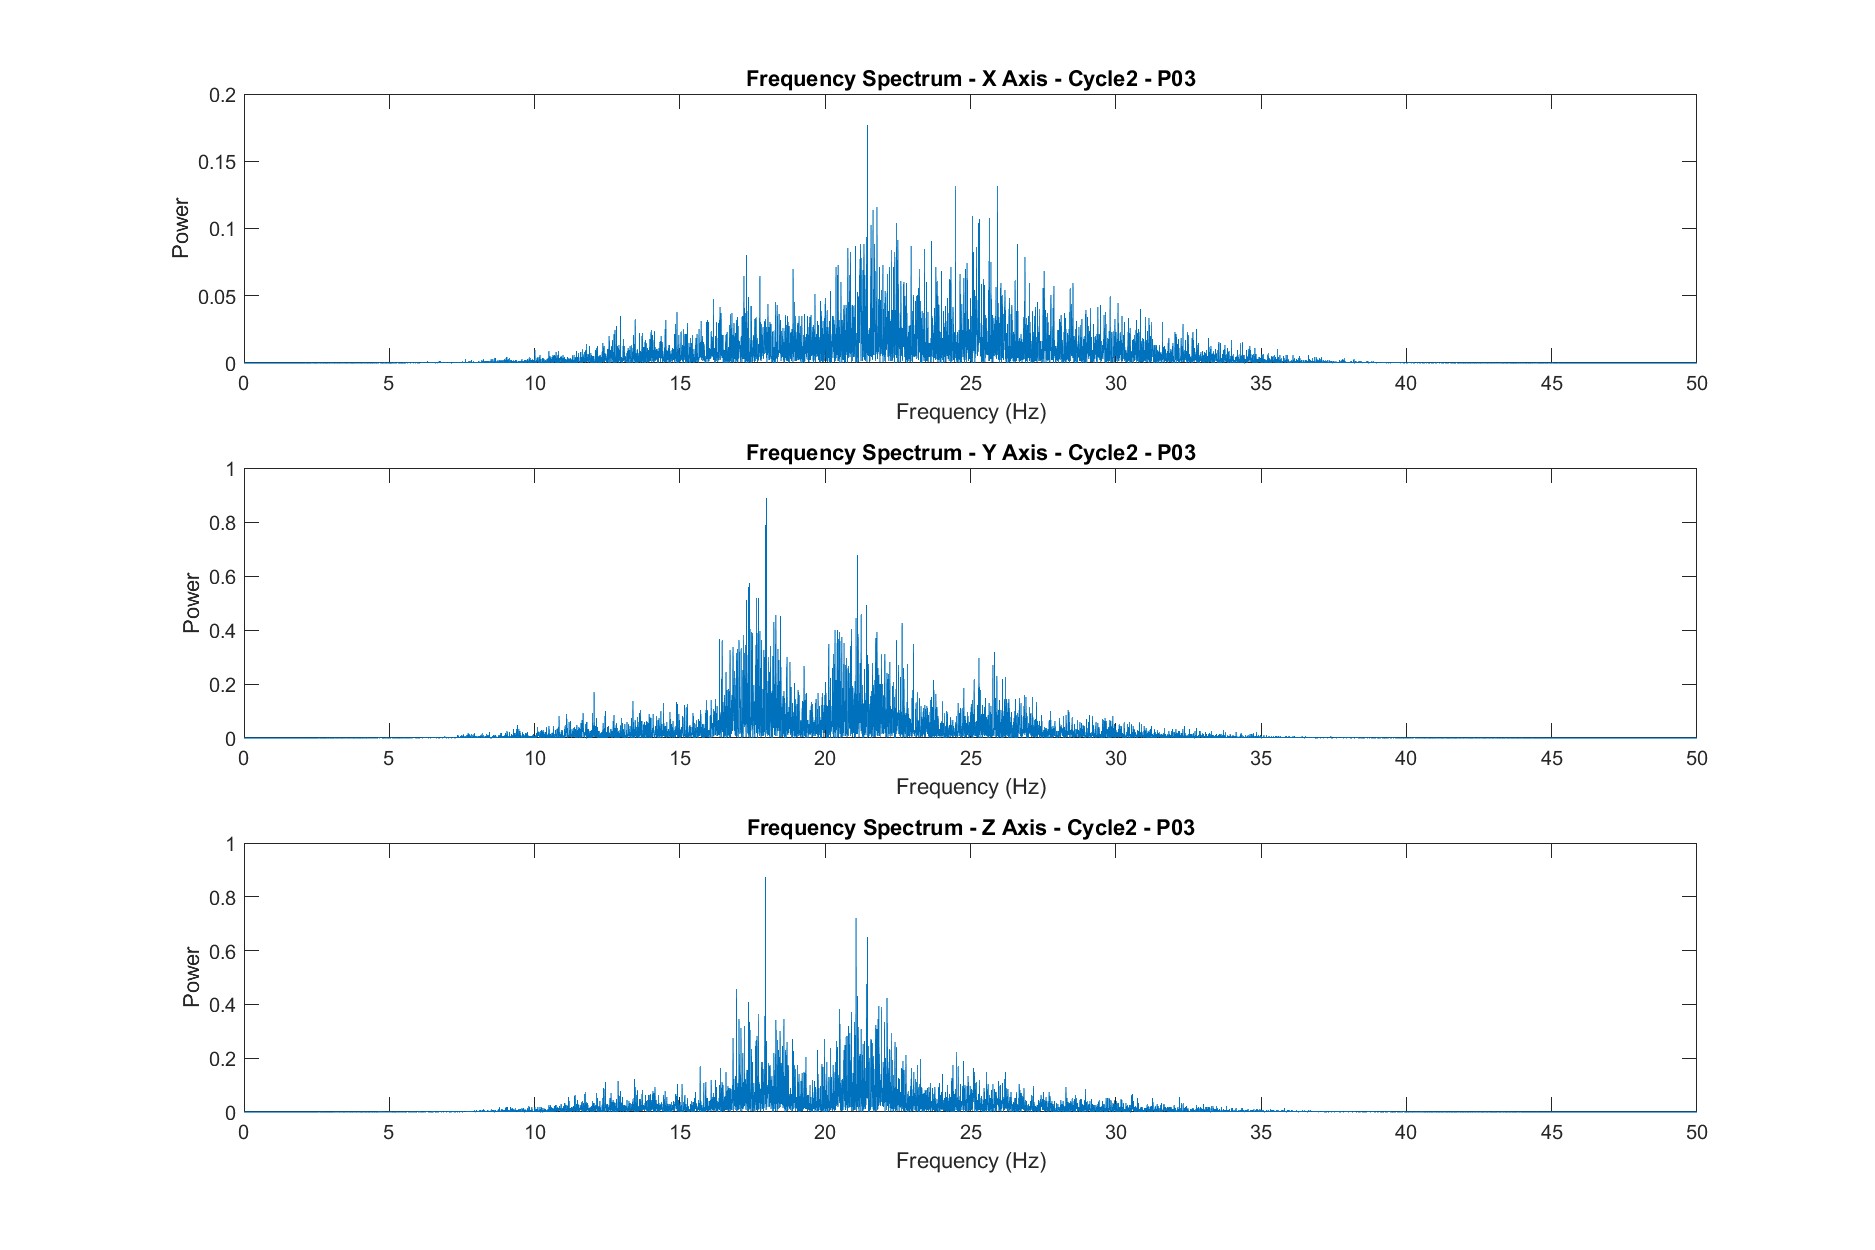 Frequency Spectrum - X Axis - Cycle2 - P03
0.2
0.15
0.1
0.05
0
Power
0 5 10 15 20 25 30 35 40 45 50
Frequency (Hz)
Frequency Spectrum - Y Axis - Cycle2 - P03
1
0.8
0.6
0.4
0.2
0
Power
0 5 10 15 20 25 30 35 40 45 50
Frequency (Hz)
Frequency Spectrum - Z Axis - Cycle2 - P03
1
0.8
0.6
0.4
0.2
0
Power
0 5 10 15 20 25 30 35 40 45 50
Frequency (Hz)